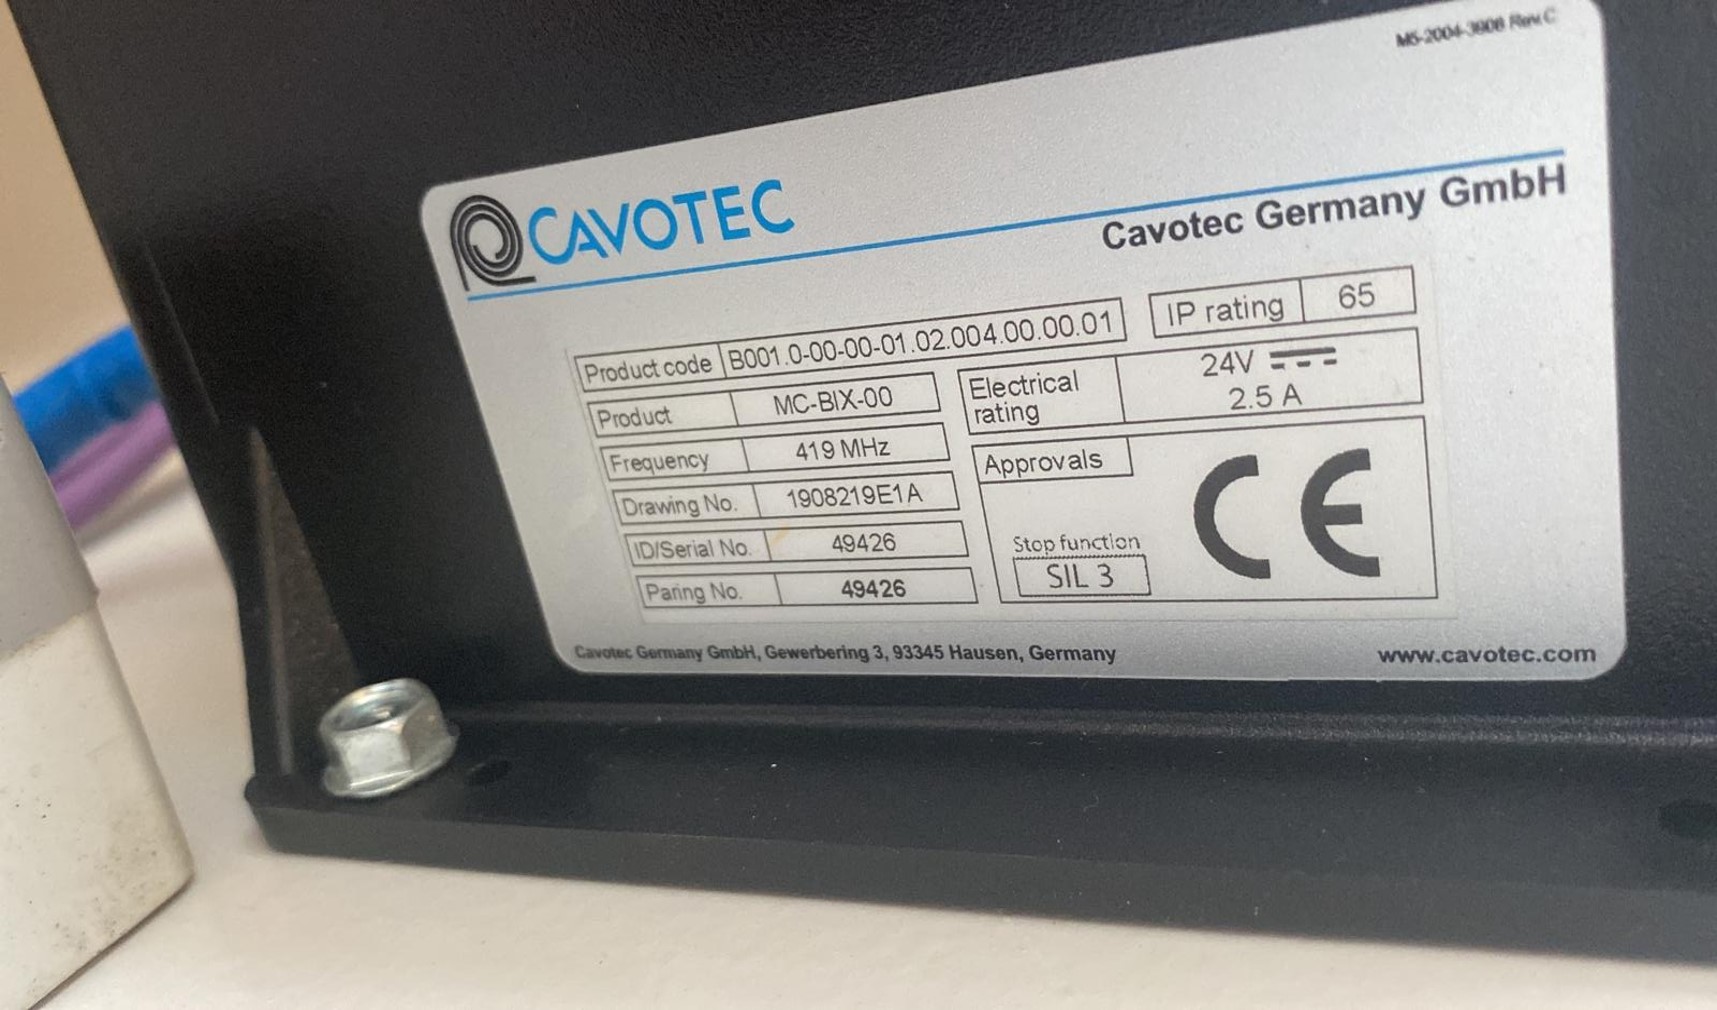 M5-2004-3906 Rev.C
CAVOTEC
Cavotec Germany GmbH
Product code B001.0-00-00-01.02.004.00.00.01
IP rating 65
Product MC-BIX-00
Electrical rating 24V 2.5 A
Frequency 419 MHz
Drawing No. 1908219E1A
ID/Serial No. 49426
Paring No. 49426
Approvals
CE
Stop function
SIL 3
Cavotec Germany GmbH, Gewerbering 3, 93345 Hausen, Germany
www.cavotec.com